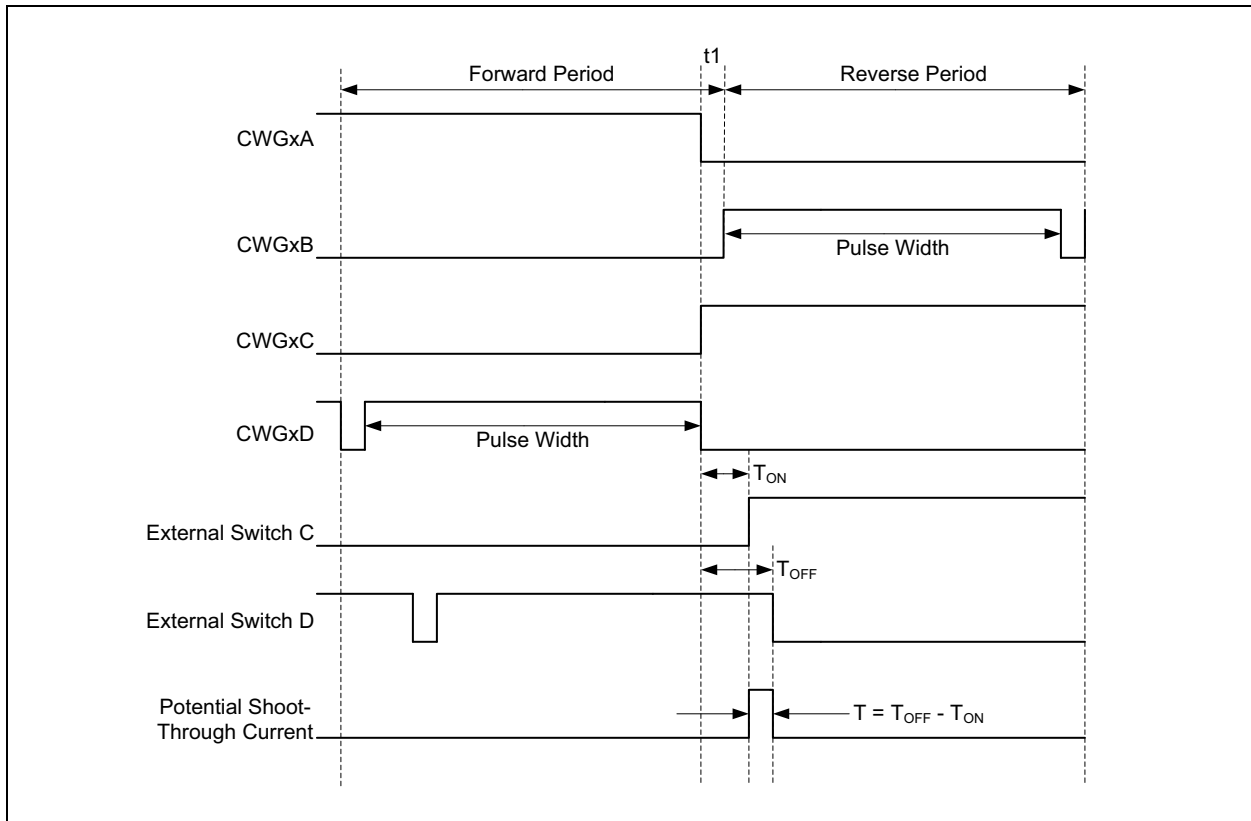 t1
Forward Period
Reverse Period
CWGxA
CWGxB
Pulse Width
CWGxC
CWGxD
Pulse Width
TON
External Switch C
TOFF
External Switch D
Potential Shoot-
Through Current
T = TOFF - TON